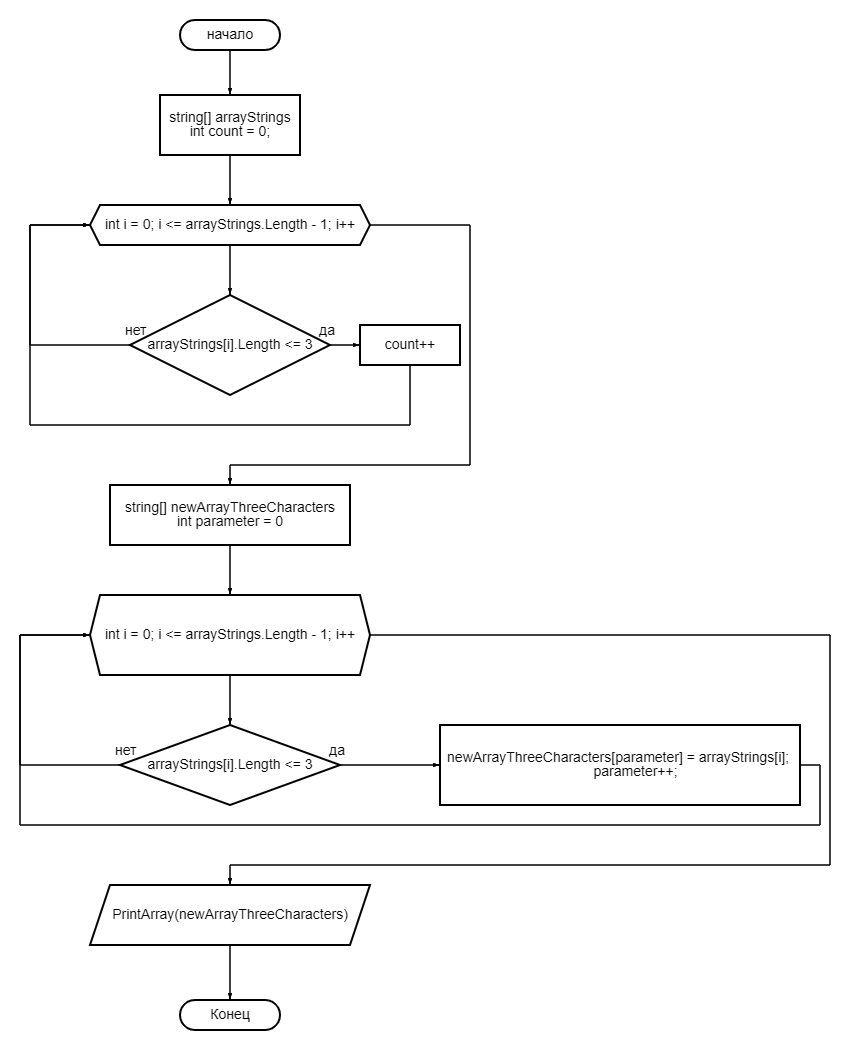 начало
string[] arrayStrings
int count = 0;
int i = 0; i <= arrayStrings.Length - 1; i++
нет
да
arrayStrings[i].Length <= 3
count++
string[] newArrayThreeCharacters
int parameter = 0
int i = 0; i <= arrayStrings.Length - 1; i++
нет
да
arrayStrings[i].Length <= 3
newArrayThreeCharacters[parameter] = arrayStrings[i];
parameter++;
PrintArray(newArrayThreeCharacters)
Конец